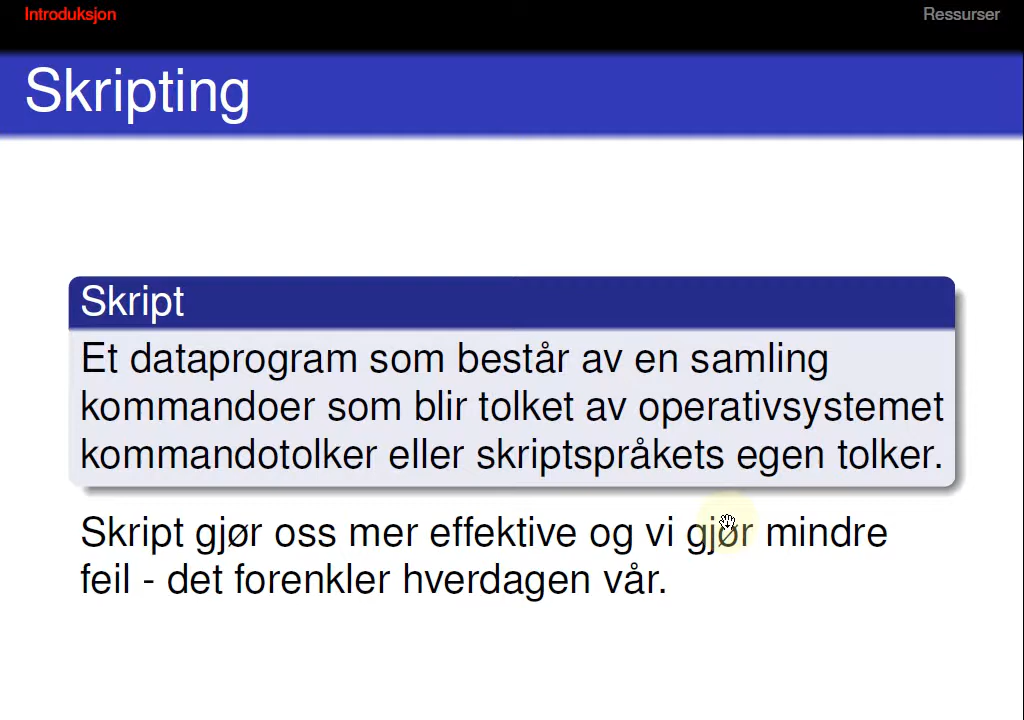 Introduksjon
Ressurser
Skripting
Skript
Et dataprogram som består av en samling
kommandoer som blir tolket av operativsystemet
kommandotolker eller skriptspråkets egen tolker.
Skript gjør oss mer effektive og vi gjør mindre
feil - det forenkler hverdagen vår.